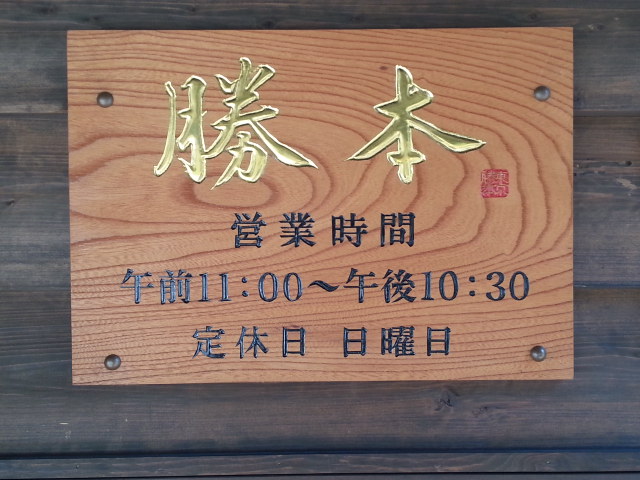 勝本
営業時間
午前11：00～午後10：30
定休日 日曜日